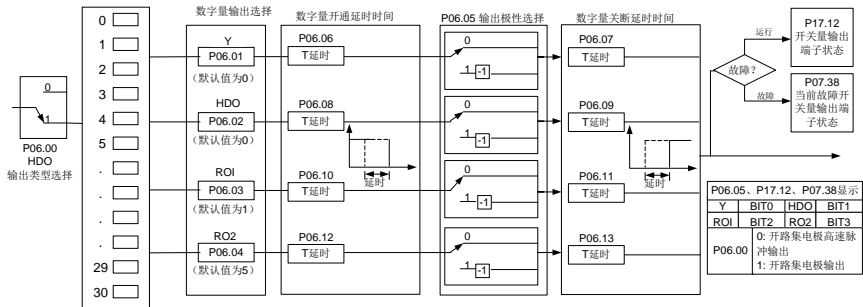 0
1
P06.00
HDO
输出类型选择
0
1
2
3
4
5
.
.
.
.
29
30
数字量输出选择
Y
P06.01
（默认值为0）
HDO
P06.02
（默认值为0）
ROI
P06.03
（默认值为1）
RO2
P06.04
（默认值为5）
数字量开通延时时间
P06.06
T延时
P06.08
T延时
延时
P06.10
T延时
P06.12
T延时
P06.05 输出极性选择
0
1
-1
0
1
-1
0
1
-1
0
1
-1
数字量关断延时时间
P06.07
T延时
P06.09
T延时
延时
P06.11
T延时
P06.13
T延时
故障？
运行
故障
P17.12
开关量输出
端子状态
P07.38
当前故障开
关量输出端
子状态
P06.05、P17.12、P07.38显示
Y BIT0 HDO BIT1
ROI BIT2 RO2 BIT3
P06.00
0: 开路集电极高速脉
冲输出
1: 开路集电极输出